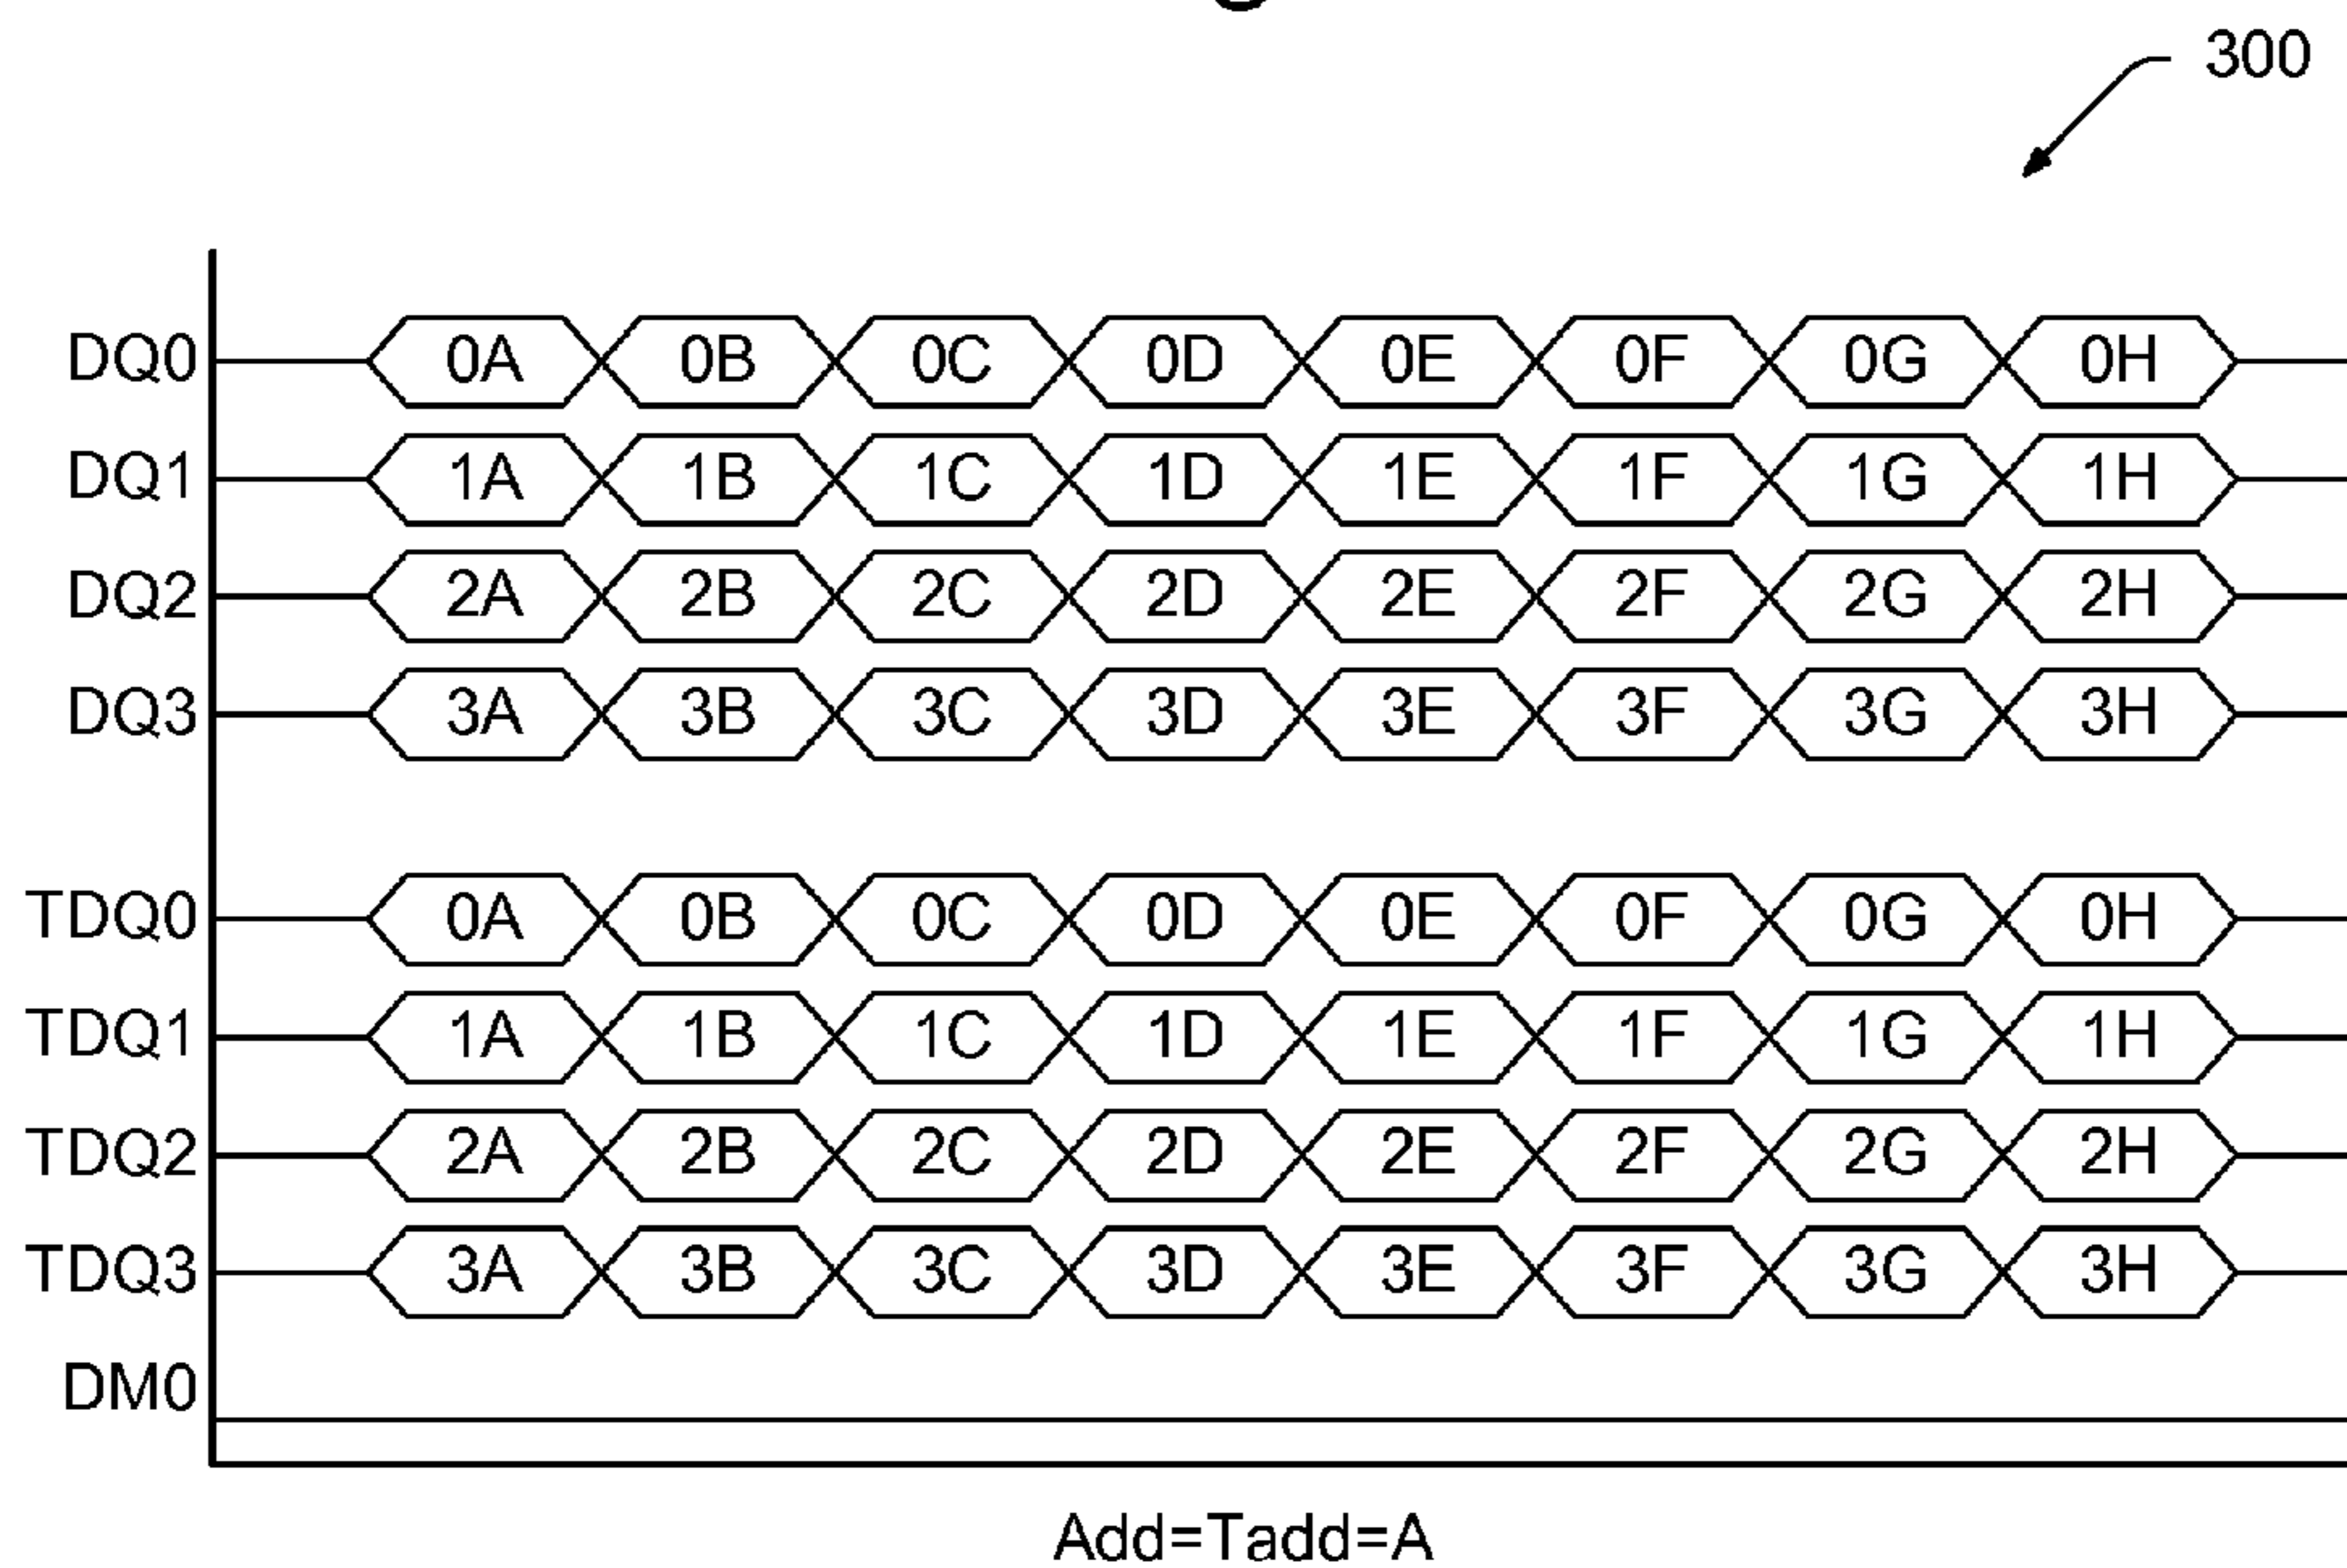 300
DQ0 0A 0B 0C 0D 0E 0F 0G 0H
DQ1 1A 1B 1C 1D 1E 1F 1G 1H
DQ2 2A 2B 2C 2D 2E 2F 2G 2H
DQ3 3A 3B 3C 3D 3E 3F 3G 3H
TDQ0 0A 0B 0C 0D 0E 0F 0G 0H
TDQ1 1A 1B 1C 1D 1E 1F 1G 1H
TDQ2 2A 2B 2C 2D 2E 2F 2G 2H
TDQ3 3A 3B 3C 3D 3E 3F 3G 3H
DM0
Add=Tadd=A